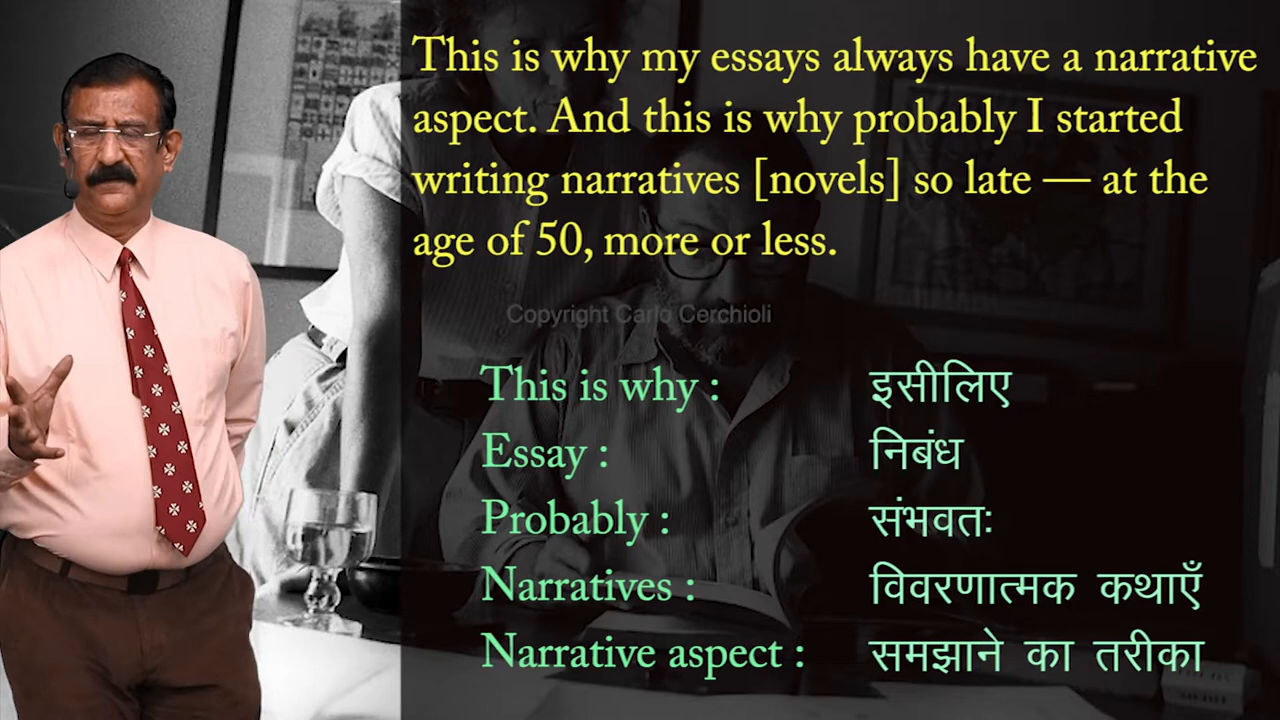 This is why my essays always have a narrative
aspect. And this is why probably I started
writing narratives [novels] so late — at the
age of 50, more or less.
Copyright Carlo Cerchioli
This is why : इसीलिए
Essay : निबंध
Probably : संभवतः
Narratives : विवरणात्मक कथाएँ
Narrative aspect : समझाने का तरीका